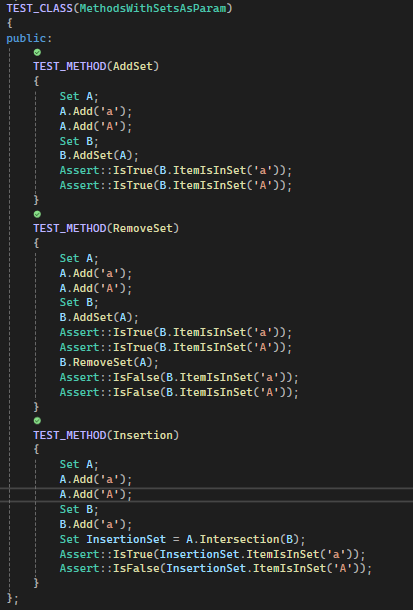 TEST_CLASS(MethodsWithSetsAsParam)
{
public:
TEST_METHOD(AddSet)
{
Set A;
A.Add('a');
A.Add('A');
Set B;
B.AddSet(A);
Assert::IsTrue(B.ItemIsInSet('a'));
Assert::IsTrue(B.ItemIsInSet('A'));
}
TEST_METHOD(RemoveSet)
{
Set A;
A.Add('a');
A.Add('A');
Set B;
B.AddSet(A);
Assert::IsTrue(B.ItemIsInSet('a'));
Assert::IsTrue(B.ItemIsInSet('A'));
B.RemoveSet(A);
Assert::IsFalse(B.ItemIsInSet('a'));
Assert::IsFalse(B.ItemIsInSet('A'));
}
TEST_METHOD(Insertion)
{
Set A;
A.Add('a');
A.Add('A');
Set B;
B.Add('a');
Set InsertionSet = A.Intersection(B);
Assert::IsTrue(InsertionSet.ItemIsInSet('a'));
Assert::IsFalse(InsertionSet.ItemIsInSet('A'));
}
};